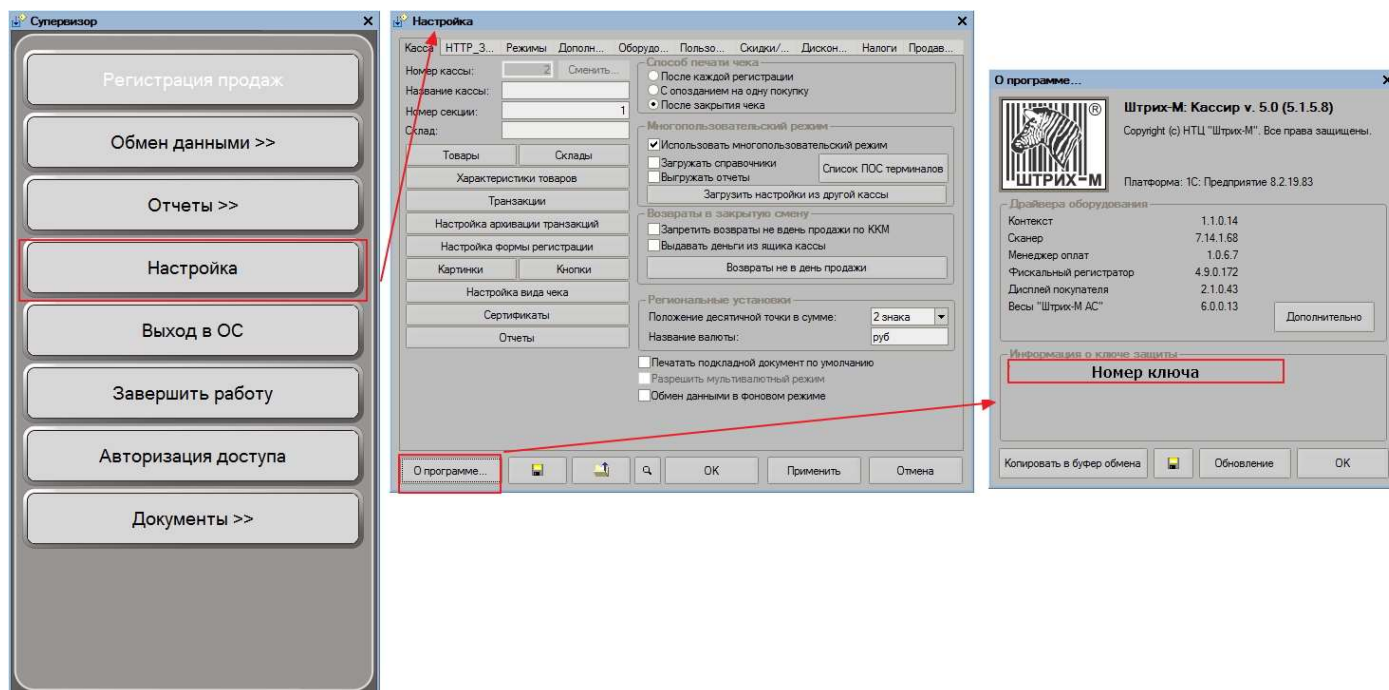 Супервизор
Регистрация продаж
Обмен данными >>
Отчеты >>
Настройка
Выход в ОС
Завершить работу
Авторизация доступа
Документы >>
Настройка
Касса HTTP_З... Режимы Дополн... Оборудо... Пользо... Скидки/... Дискон... Налоги Продав...
Номер кассы: 2 Сменить...
Название кассы:
Номер секции: 1
Склад:
Товары Склады
Характеристики товаров
Транзакции
Настройка архивации транзакций
Настройка формы регистрации
Картинки Кнопки
Настройка вида чека
Сертификаты
Отчеты
Способ печати чека
После каждой регистрации
С опозданием на одну покупку
После закрытия чека
Многопользовательский режим
Использовать многопользовательский режим
Загружать справочники
Выгружать отчеты
Список ПОС терминалов
Загрузить настройки из другой кассы
Возвраты в закрытую смену
Запретить возвраты не вдень продажи по ККМ
Выдавать деньги из ящика кассы
Возвраты не в день продажи
Региональные установки
Положение десятичной точки в сумме: 2 знака
Название валюты: руб
Печатать подкладной документ по умолчанию
Разрешить мультивалютный режим
Обмен данными в фоновом режиме
О программе... OK Применить Отмена
О программе...
ШТРИХ-М ®
Штрих-М: Кассир v. 5.0 (5.1.5.8)
Copyright (c) НТЦ "Штрих-М". Все права защищены.
Платформа: 1С: Предприятие 8.2.19.83
Драйвера оборудования
Контекст 1.1.0.14
Сканер 7.14.1.68
Менеджер оплат 1.0.6.7
Фискальный регистратор 4.9.0.172
Дисплей покупателя 2.1.0.43
Весы "Штрих-М АС" 6.0.0.13
Дополнительно
Информация о ключе защиты
Номер ключа
Копировать в буфер обмена Обновление OK